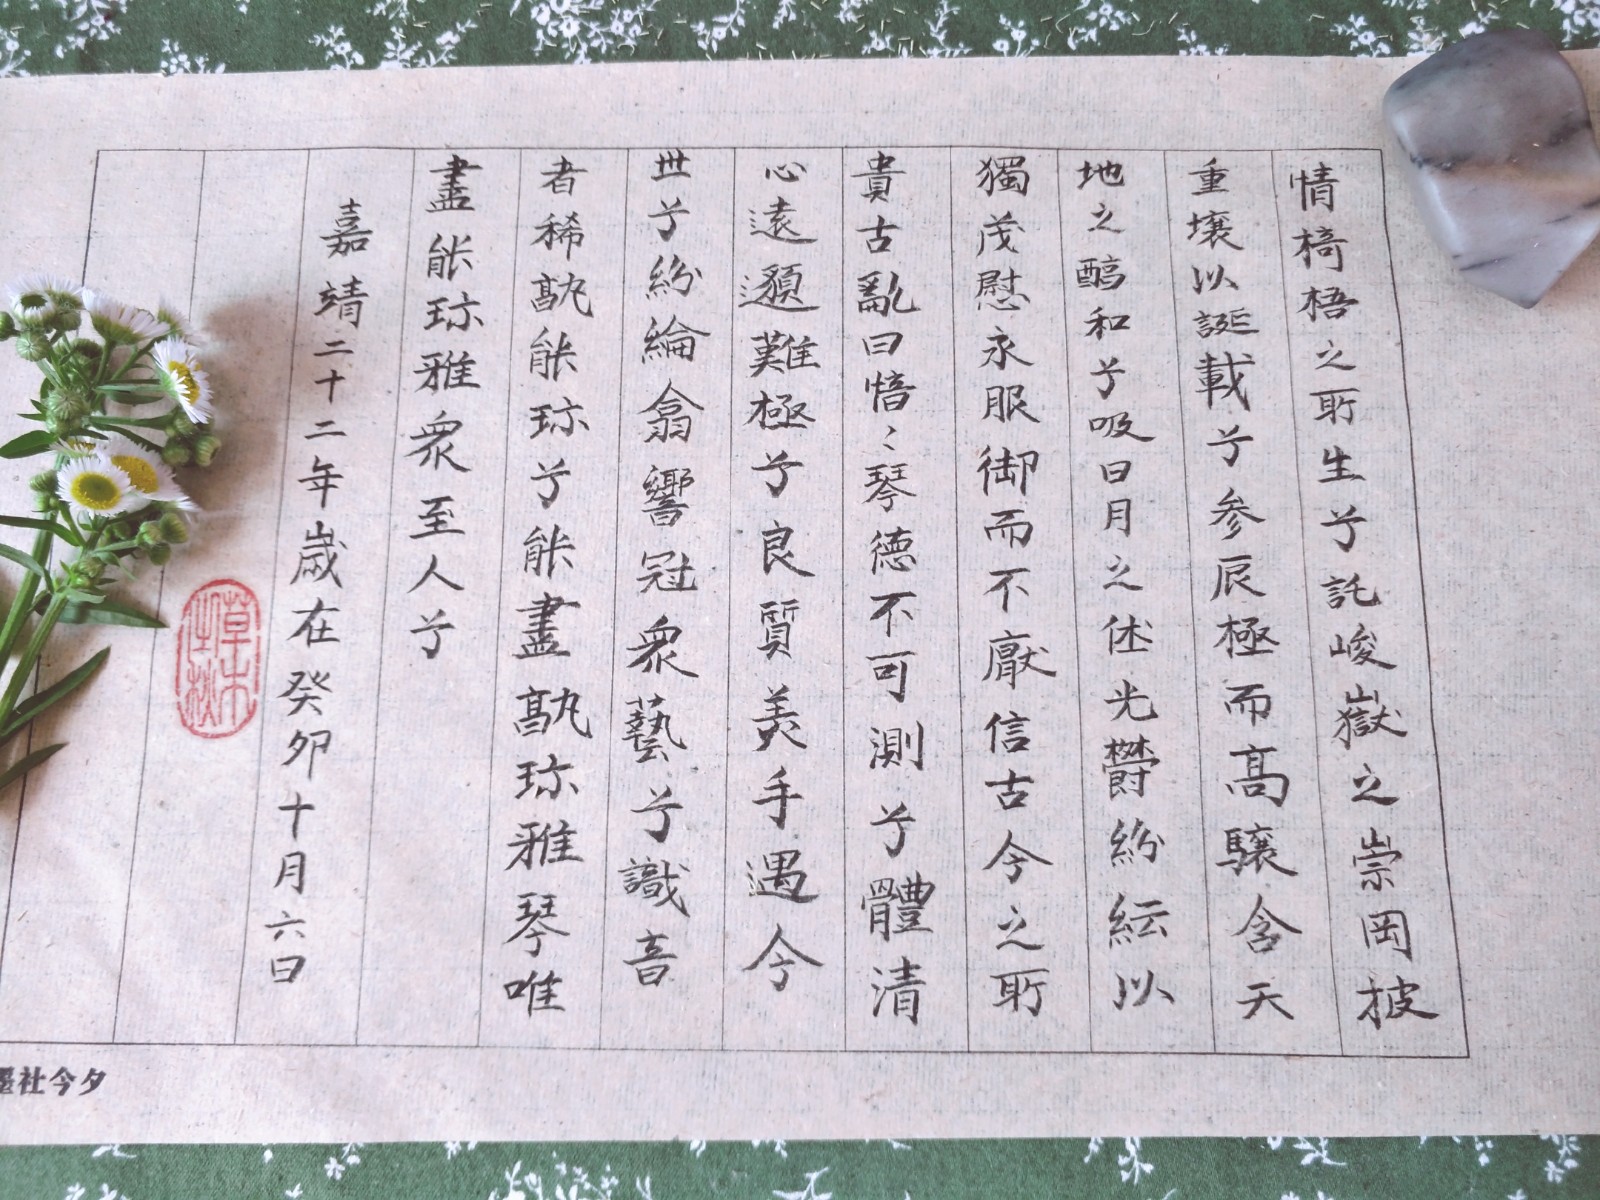 情椅梧之所生兮託峻嶽之崇岡披
重壤以誕載兮参辰極而高驤含天
地之醇和兮吸日月之休光鬱紛紜以
獨茂慰永服御而不厭信古今之所
貴古亂曰愔〻琴德不可測兮體清
心遠邈難極兮良質美手遇今
世兮紛綸翕響冠衆藝兮識音
者稀孰能珎兮能盡孰珎雅琴唯
盡能珎雅衆至人兮
嘉靖二十二年歲在癸卯十月六日
草木
社今夕